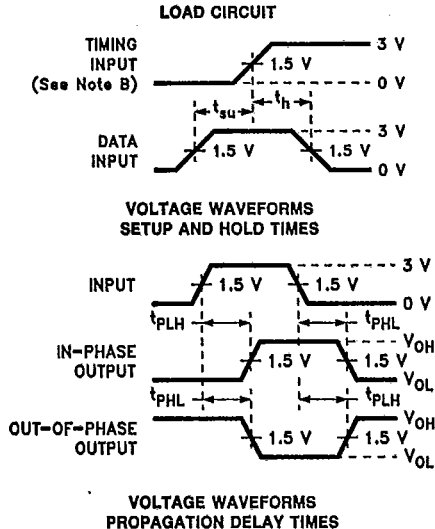 LOAD CIRCUIT
TIMING
INPUT
(See Note B)
3 V
1.5 V
0 V
tsu
th
DATA
INPUT
3 V
1.5 V
1.5 V
0 V
VOLTAGE WAVEFORMS
SETUP AND HOLD TIMES
INPUT
3 V
1.5 V
1.5 V
0 V
tPLH
tPHL
IN-PHASE
OUTPUT
VOH
1.5 V
1.5 V
VOL
tPHL
tPLH
OUT-OF-PHASE
OUTPUT
VOH
1.5 V
1.5 V
VOL
VOLTAGE WAVEFORMS
PROPAGATION DELAY TIMES